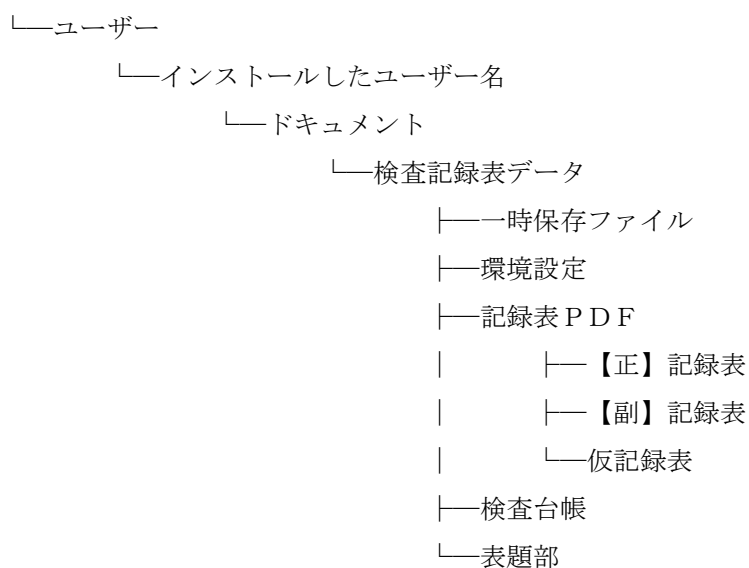 └─ユーザー
└─インストールしたユーザー名
└─ドキュメント
└─検査記録表データ
├─一時保存ファイル
├─環境設定
├─記録表ＰＤＦ
│ ├─【正】記録表
│ ├─【副】記録表
│ └─仮記録表
├─検査台帳
└─表題部